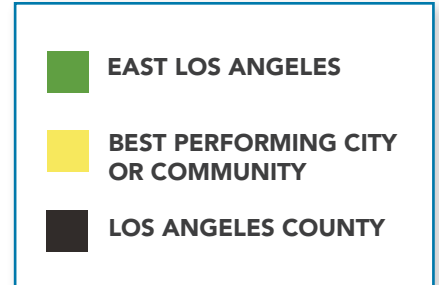 EAST LOS ANGELES
BEST PERFORMING CITY
OR COMMUNITY
LOS ANGELES COUNTY